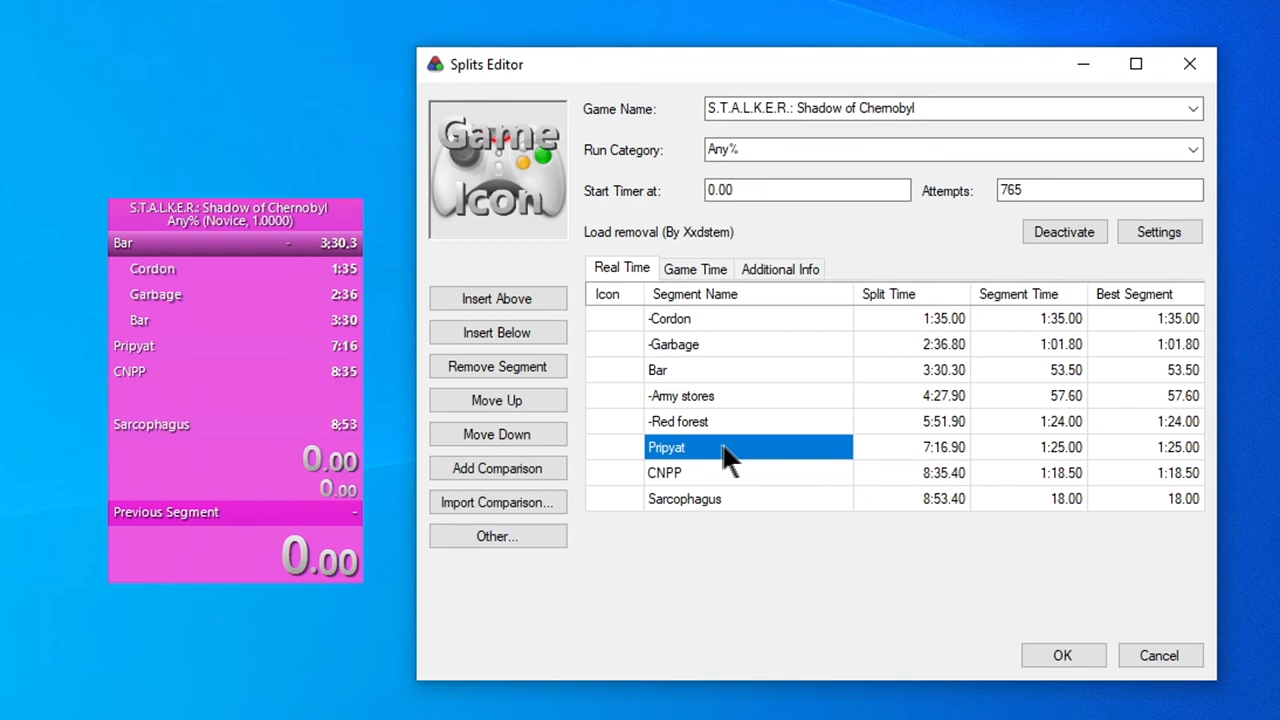 S.T.A.L.K.E.R.: Shadow of Chernobyl
Any% (Novice, 1.0000)
Bar - 3;30.3
Cordon 1:35
Garbage 2:36
Bar 3:30
Pripyat 7:16
CNPP 8:35
Sarcophagus 8;53
0.00
0.00
Previous Segment -
0.00
Splits Editor
Game Icon
Game Name: S.T.A.L.K.E.R.: Shadow of Chernobyl
Run Category: Any%
Start Timer at: 0.00 Attempts: 765
Load removal (By Xxdstem) Deactivate Settings
Real Time Game Time Additional Info
Insert Above
Insert Below
Remove Segment
Move Up
Move Down
Add Comparison
Import Comparison...
Other...
Icon Segment Name Split Time Segment Time Best Segment
-Cordon 1:35.00 1:35.00 1:35.00
-Garbage 2:36.80 1:01.80 1:01.80
Bar 3:30.30 53.50 53.50
-Army stores 4:27.90 57.60 57.60
-Red forest 5:51.90 1:24.00 1:24.00
Pripyat 7:16.90 1:25.00 1:25.00
CNPP 8:35.40 1:18.50 1:18.50
Sarcophagus 8:53.40 18.00 18.00
OK Cancel